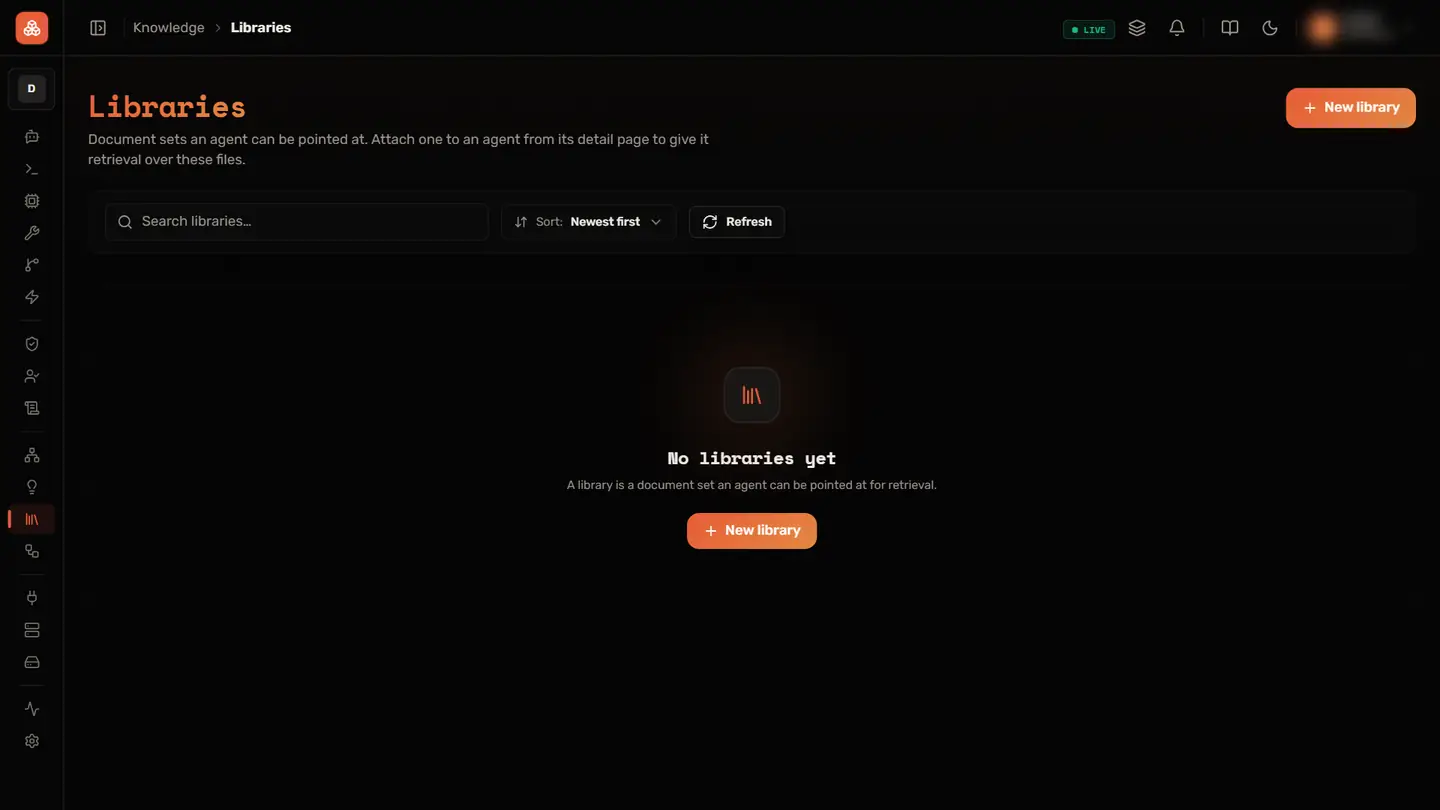 Knowledge > Libraries
LIVE
D
Libraries
New library
Document sets an agent can be pointed at. Attach one to an agent from its detail page to give it
retrieval over these files.
Search libraries…
Sort: Newest first
Refresh
No libraries yet
A library is a document set an agent can be pointed at for retrieval.
New library